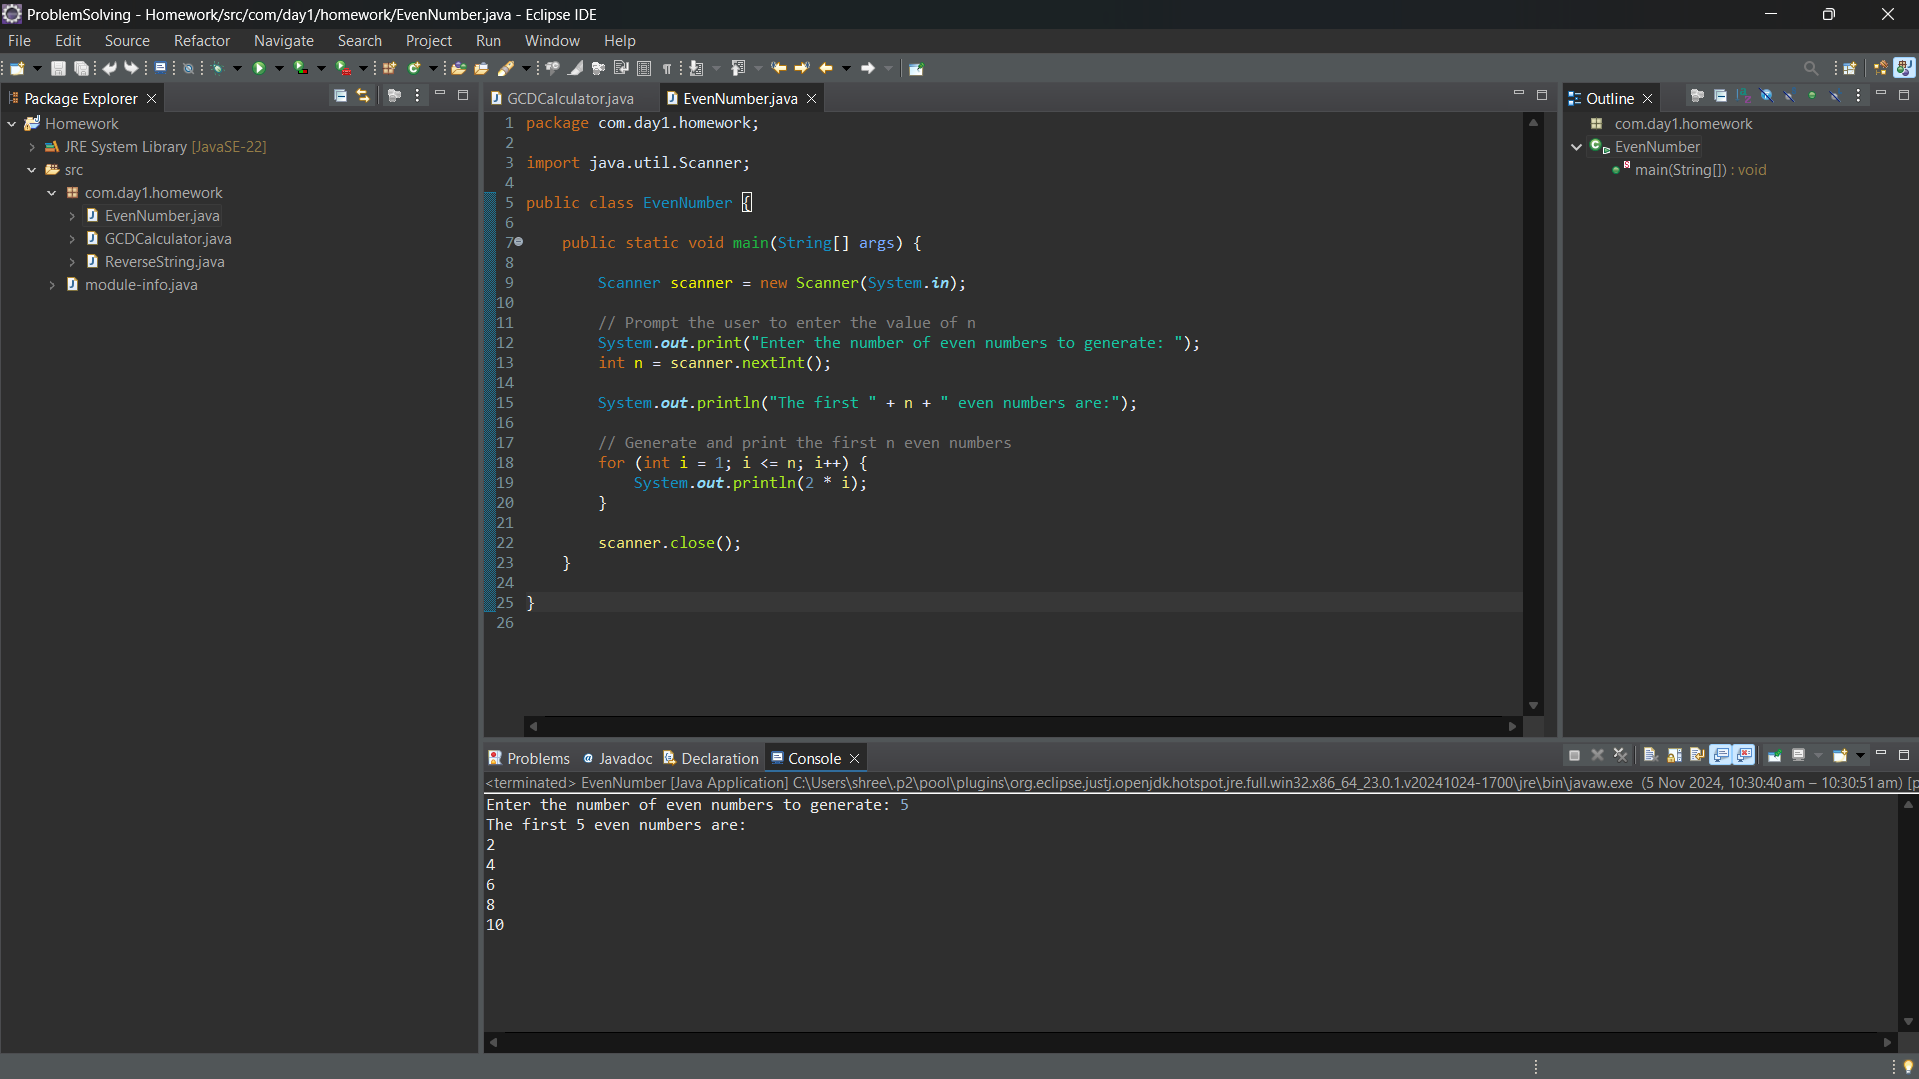 ProblemSolving - Homework/src/com/day1/homework/EvenNumber.java - Eclipse IDE
File Edit Source Refactor Navigate Search Project Run Window Help
Package Explorer
Homework
JRE System Library [JavaSE-22]
src
com.day1.homework
EvenNumber.java
GCDCalculator.java
ReverseString.java
module-info.java
GCDCalculator.java EvenNumber.java
1 package com.day1.homework;
2
3 import java.util.Scanner;
4
5 public class EvenNumber {
6
7 public static void main(String[] args) {
8
9 Scanner scanner = new Scanner(System.in);
10
11 // Prompt the user to enter the value of n
12 System.out.print("Enter the number of even numbers to generate: ");
13 int n = scanner.nextInt();
14
15 System.out.println("The first " + n + " even numbers are:");
16
17 // Generate and print the first n even numbers
18 for (int i = 1; i <= n; i++) {
19 System.out.println(2 * i);
20 }
21
22 scanner.close();
23 }
24
25 }
26
Outline
com.day1.homework
EvenNumber
main(String[]) : void
Problems Javadoc Declaration Console
<terminated> EvenNumber [Java Application] C:\Users\shree\.p2\pool\plugins\org.eclipse.justj.openjdk.hotspot.jre.full.win32.x86_64_23.0.1.v20241024-1700\jre\bin\javaw.exe (5 Nov 2024, 10:30:40 am – 10:30:51 am) [p
Enter the number of even numbers to generate: 5
The first 5 even numbers are:
2
4
6
8
10